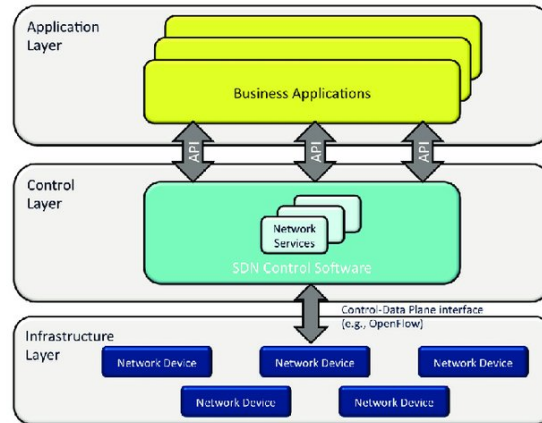 Application
Layer
Business Applications
API
API
API
Control
Layer
Network
Services
SDN Control Software
Control-Data Plane interface
(e.g., OpenFlow)
Infrastructure
Layer
Network Device
Network Device
Network Device
Network Device
Network Device